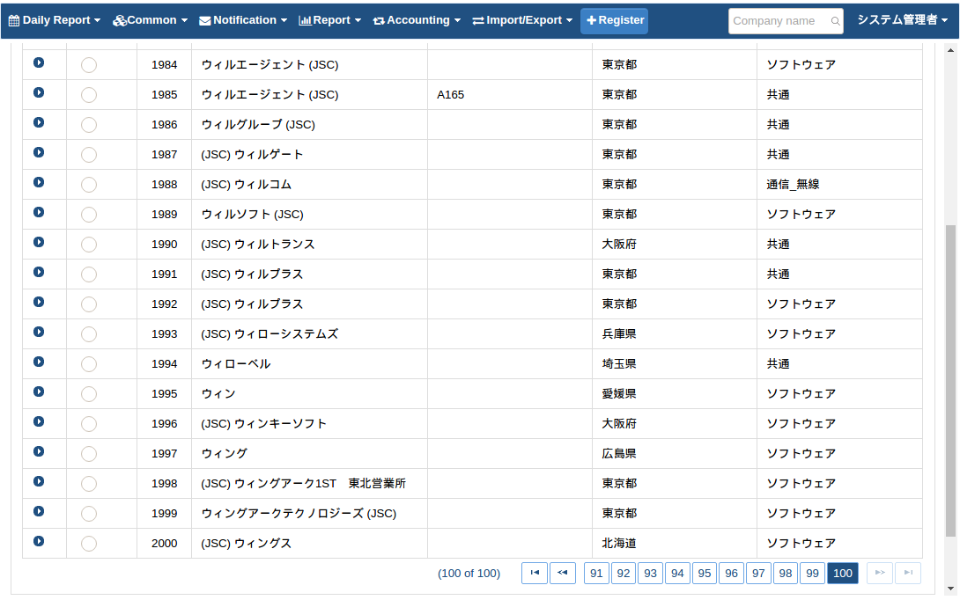 Daily Report Common Notification Report Accounting Import/Export Register Company name システム管理者
1984 ウィルエージェント (JSC) 東京都 ソフトウェア
1985 ウィルエージェント (JSC) A165 東京都 共通
1986 ウィルグループ (JSC) 東京都 共通
1987 (JSC) ウィルゲート 東京都 共通
1988 (JSC) ウィルコム 東京都 通信_無線
1989 ウィルソフト (JSC) 東京都 ソフトウェア
1990 (JSC) ウィルトランス 大阪府 共通
1991 (JSC) ウィルプラス 東京都 共通
1992 (JSC) ウィルプラス 東京都 ソフトウェア
1993 (JSC) ウィローシステムズ 兵庫県 ソフトウェア
1994 ウィローベル 埼玉県 共通
1995 ウィン 愛媛県 ソフトウェア
1996 (JSC) ウィンキーソフト 大阪府 ソフトウェア
1997 ウィング 広島県 ソフトウェア
1998 (JSC) ウィングアーク1ST　東北営業所 東京都 ソフトウェア
1999 ウィングアークテクノロジーズ (JSC) 東京都 ソフトウェア
2000 (JSC) ウィングス 北海道 ソフトウェア
(100 of 100) 91 92 93 94 95 96 97 98 99 100